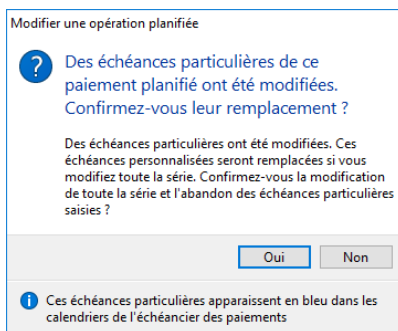 Modifier une opération planifiée
Des échéances particulières de ce
paiement planifié ont été modifiées.
Confirmez-vous leur remplacement ?
Des échéances particulières ont été modifiées. Ces
échéances personnalisées seront remplacées si vous
modifiez toute la série. Confirmez-vous la modification
de toute la série et l'abandon des échéances particulières
saisies ?
Oui Non
Ces échéances particulières apparaissent en bleu dans les
calendriers de l'échéancier des paiements